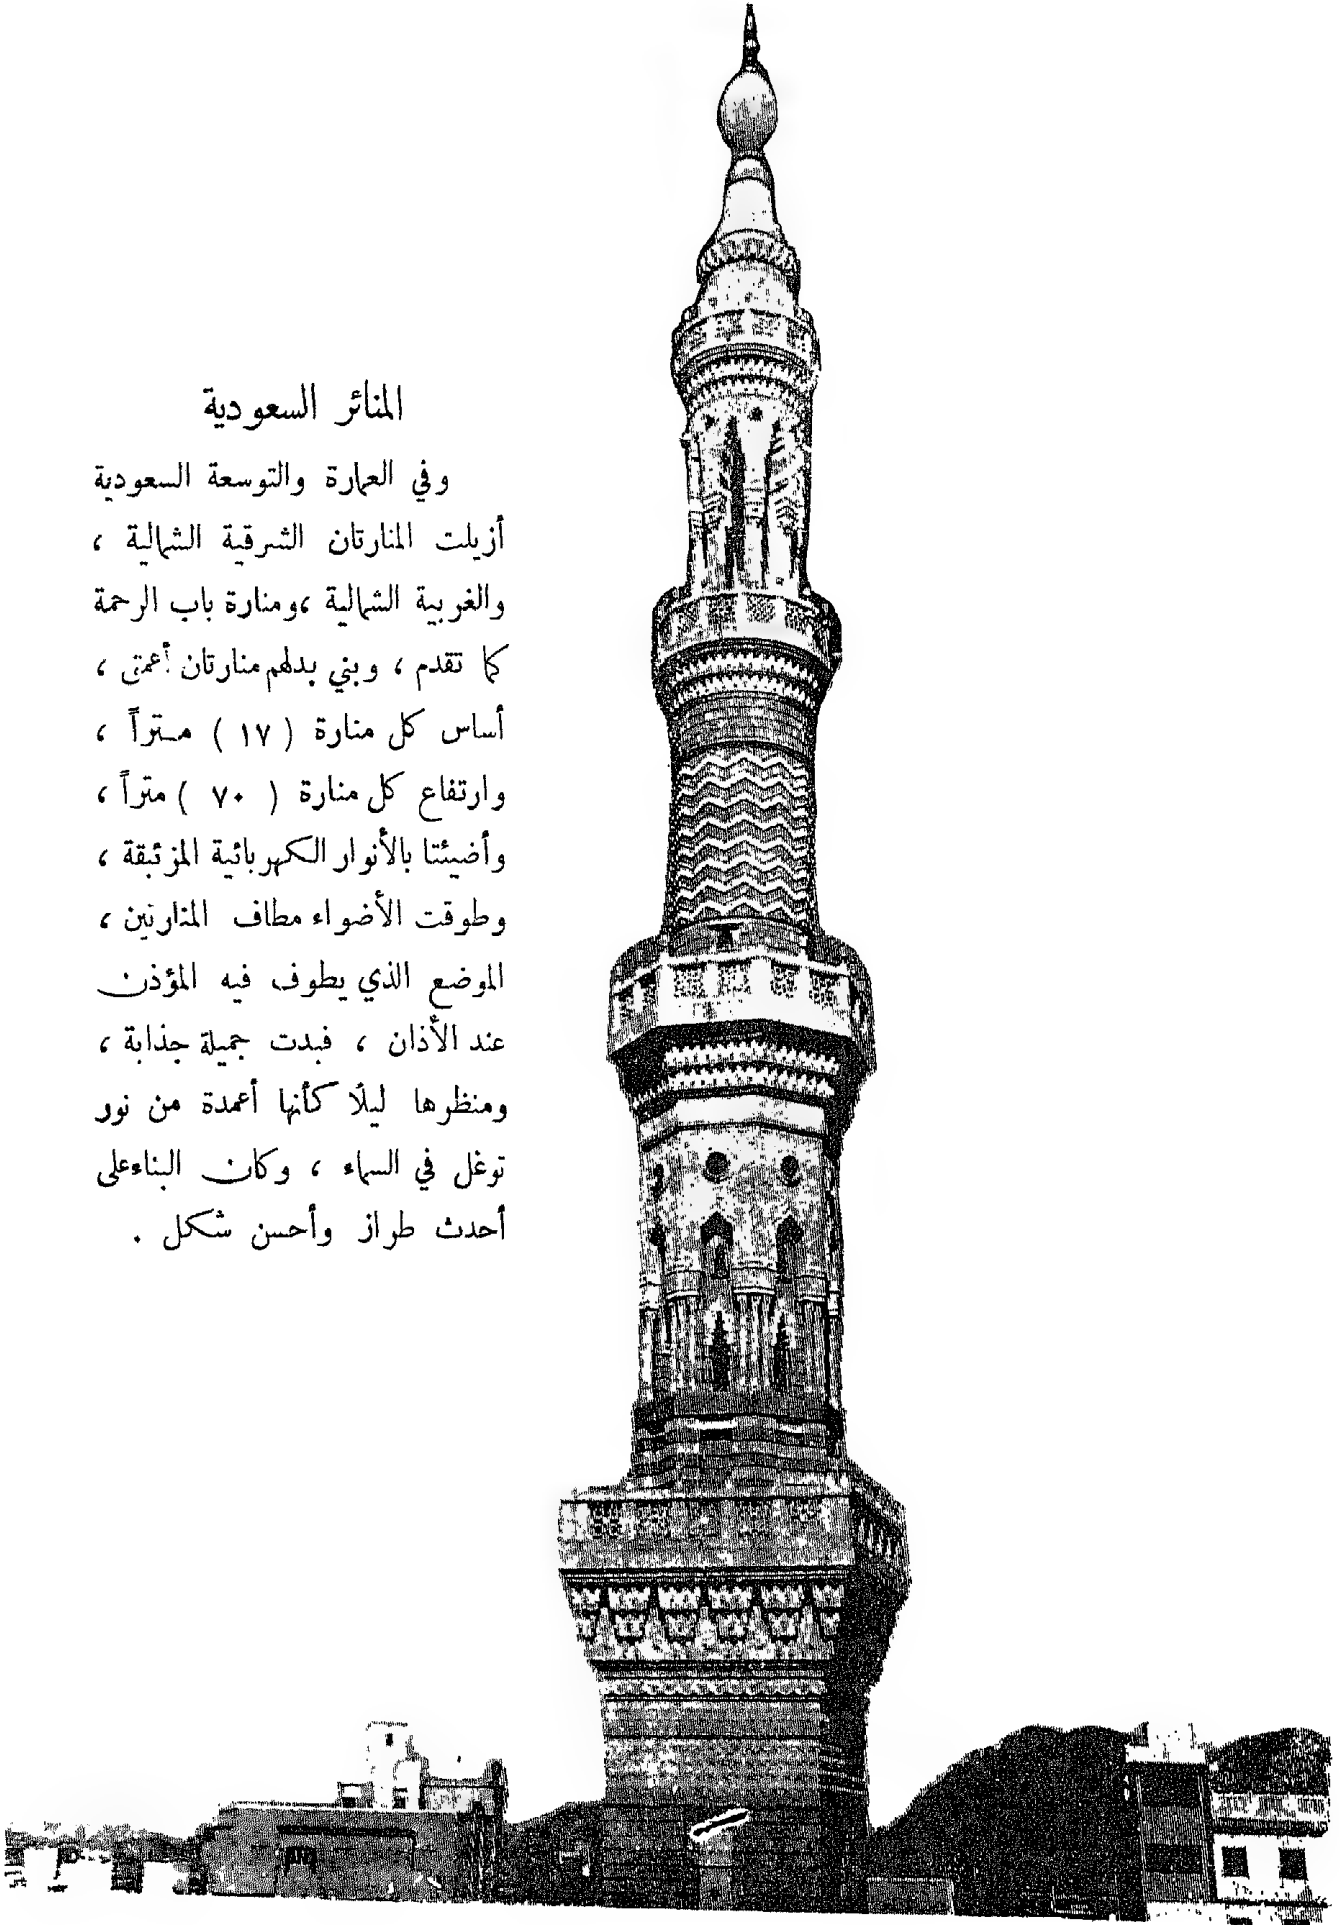 المنائر السعودية
وفي العمارة والتوسعة السعودية
أزيلت المنارتان الشرقية الشمالية ،
والغربية الشمالية ،ومنارة باب الرحمة
كما تقدم ، وبني بدلهم منارتان أعمق ،
أساس كل منارة ( ١٧ ) متراً ،
وارتفاع كل منارة ( ٧٠ ) متراً ،
وأضيئتا بالأنوار الكهربائية المزئبقة ،
وطوقت الأضواء مطاف المنارتين ،
الموضع الذي يطوف فيه المؤذن
عند الأذان ، فبدت جميلة جذابة ،
ومنظرها ليلًا كأنها أعمدة من نور
توغل في السماء ، وكان البناء على
أحدث طراز وأحسن شكل .